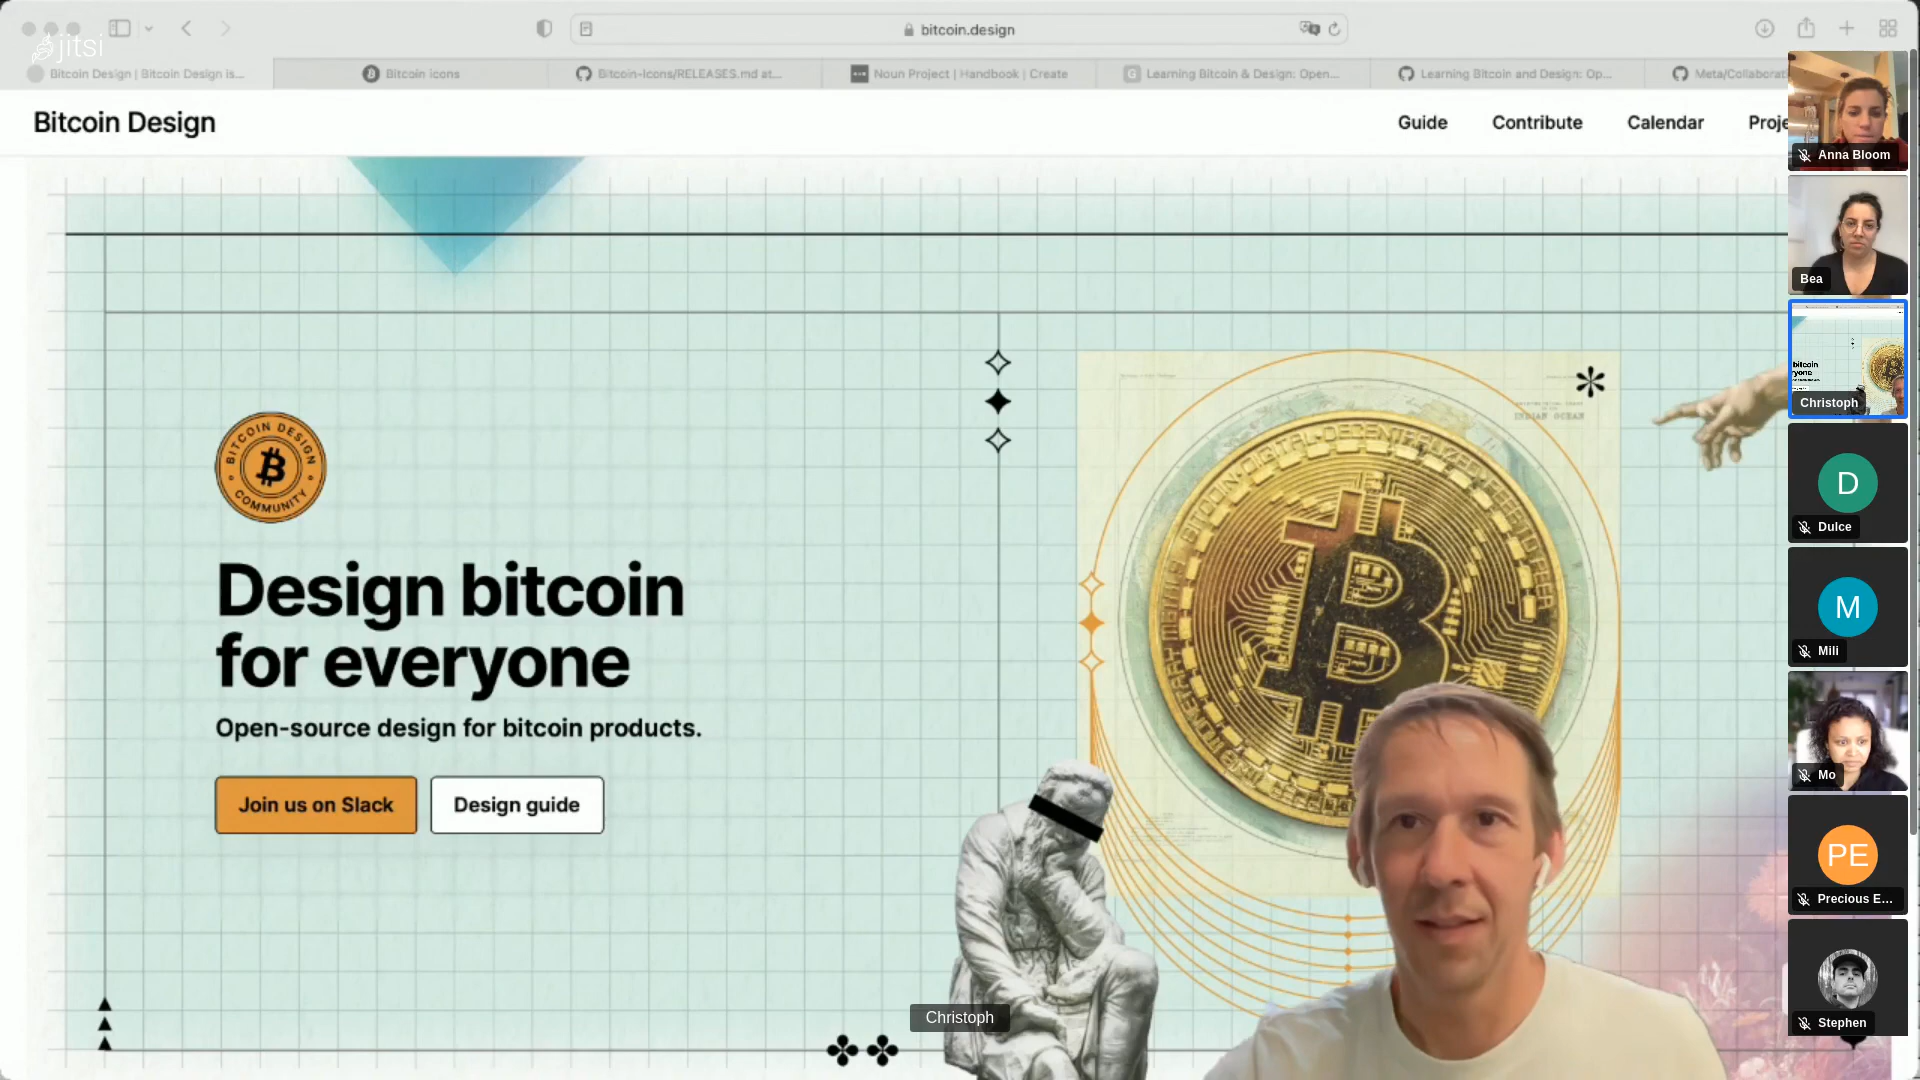 jitsi
bitcoin.design
Bitcoin Design | Bitcoin Design is...
Bitcoin icons
Bitcoin-Icons/RELEASES.md at...
Noun Project | Handbook | Create
Learning Bitcoin & Design: Open...
Learning Bitcoin and Design: Op...
Meta/Collaborat
Bitcoin Design
Guide
Contribute
Calendar
Proje
BITCOIN DESIGN
COMMUNITY
Design bitcoin
for everyone
Open-source design for bitcoin products.
Join us on Slack
Design guide
INDIAN OCEAN
Christoph
Anna Bloom
Bea
Christoph
D
Dulce
M
Mili
Mo
PE
Precious E...
Stephen